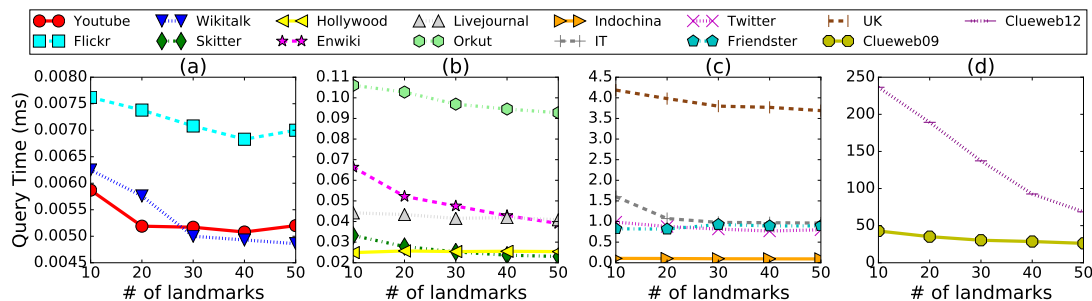 Youtube Wikitalk Hollywood Livejournal Indochina Twitter UK Clueweb12
Flickr Skitter Enwiki Orkut IT Friendster Clueweb09
(a) (b) (c) (d)
Query Time (ms)
0.0080
0.0075
0.0070
0.0065
0.0060
0.0055
0.0050
0.0045
10 20 30 40 50
# of landmarks
0.11
0.10
0.09
0.08
0.07
0.06
0.05
0.04
0.03
0.02
10 20 30 40 50
# of landmarks
4.5
4.0
3.5
3.0
2.5
2.0
1.5
1.0
0.5
0.0
10 20 30 40 50
# of landmarks
250
200
150
100
50
0
10 20 30 40 50
# of landmarks